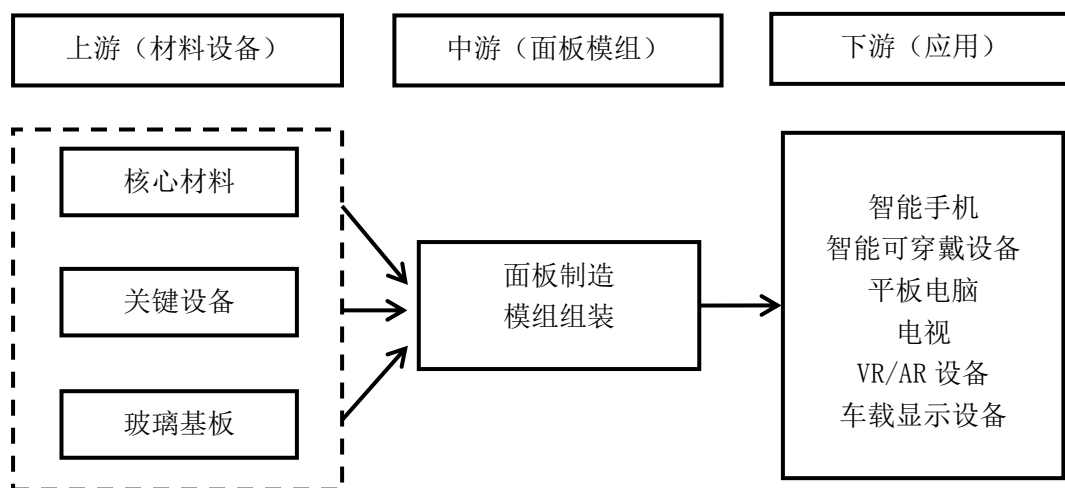 上游（材料设备）
中游（面板模组）
下游（应用）
核心材料
关键设备
玻璃基板
面板制造
模组组装
智能手机
智能可穿戴设备
平板电脑
电视
VR/AR 设备
车载显示设备